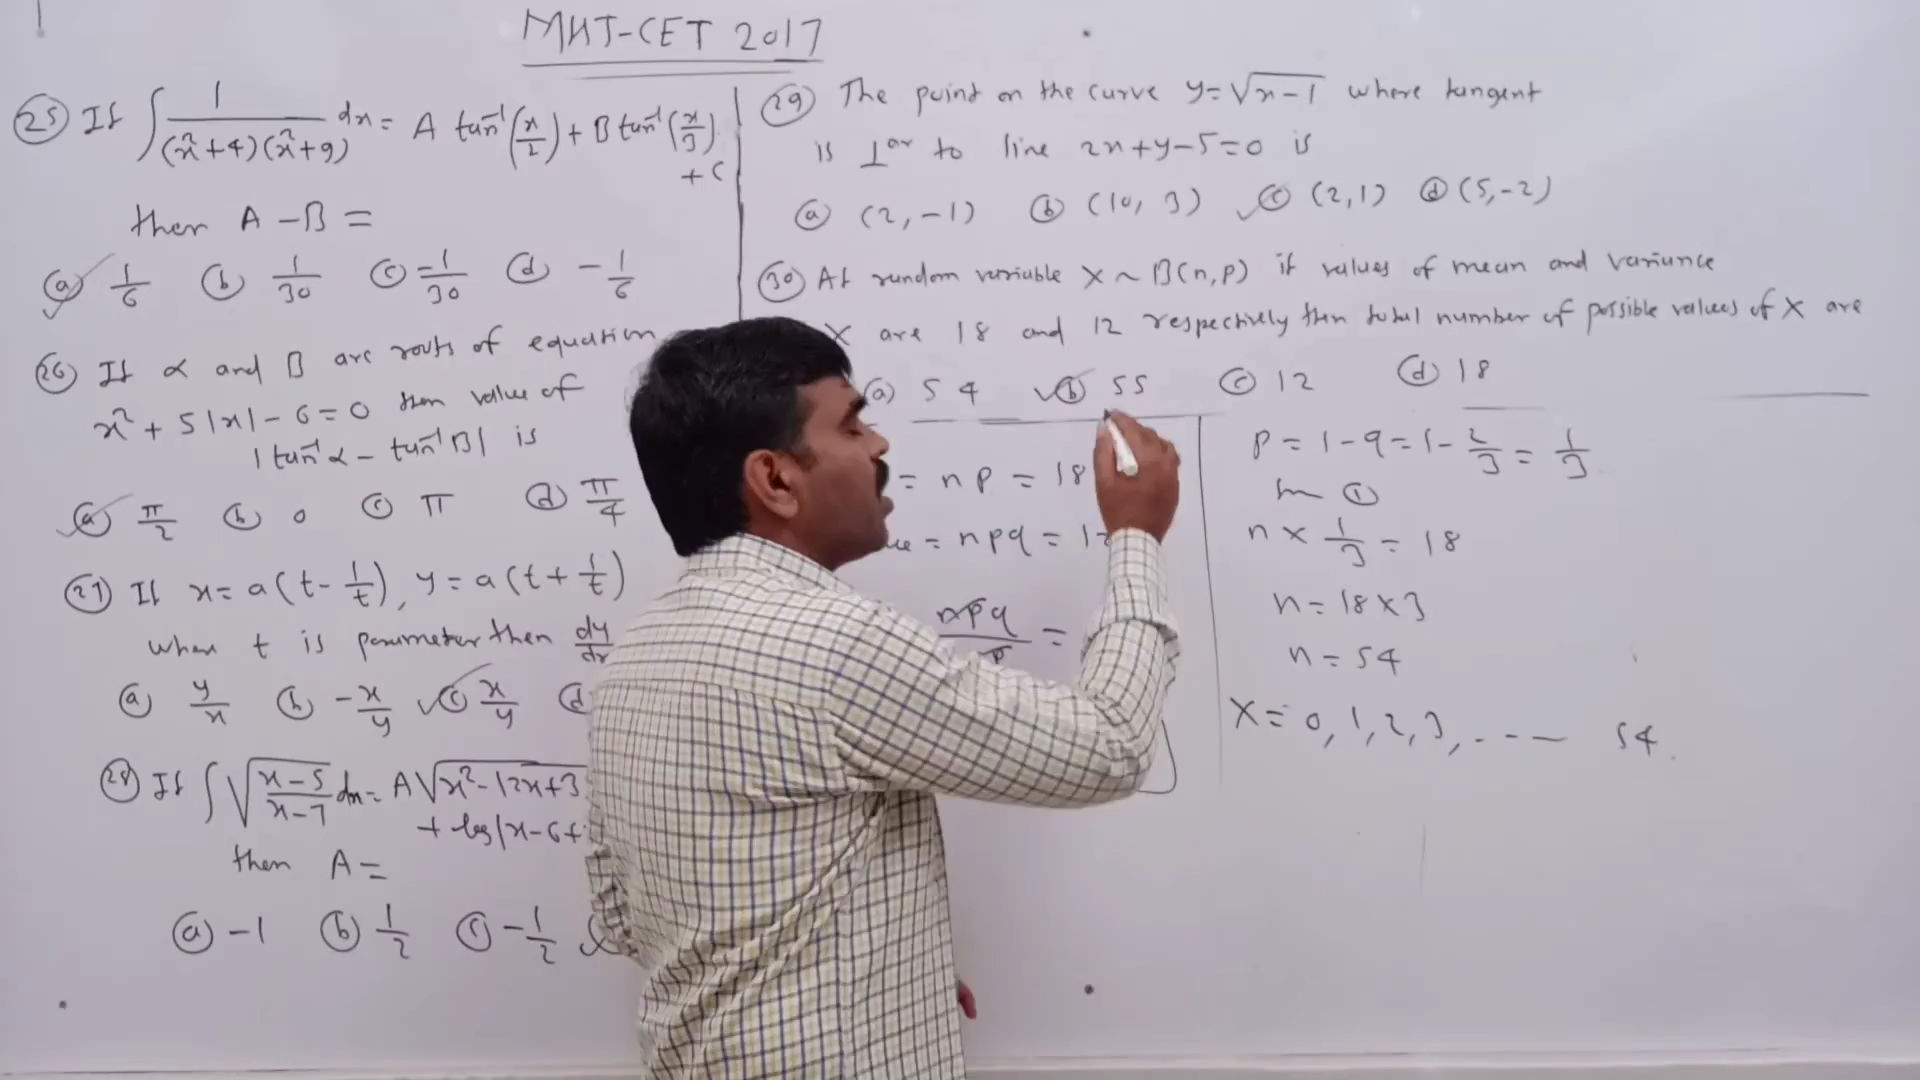 MHT-CET 2017
(25) If ∫ 1/((x²+4)(x²+9)) dx = A tan⁻¹(x/2) + B tan⁻¹(x/3)
+ C
then A - B =
(a) 1/6 (b) 1/30 (c) -1/30 (d) -1/6
(26) If α and β are roots of equation
x² + 5|x| - 6 = 0 then value of
|tan⁻¹α - tan⁻¹β| is
(a) π/2 (b) 0 (c) π (d) π/4
(27) If x = a(t - 1/t), y = a(t + 1/t)
when t is parameter then dy/dx
(a) y/x (b) -x/y (c) x/y (d)
(28) If ∫ √((x-5)/(x-7)) dx = A√(x²-12x+3
+ log|x-6+
then A =
(a) -1 (b) 1/2 (c) -1/2
(29) The point on the curve y = √(x-1) where tangent
is ⊥ar to line 2x+y-5=0 is
(a) (2,-1) (b) (10,3) (c) (2,1) (d) (5,-2)
(30) At random variable X ~ B(n,p) if values of mean and variance
X are 18 and 12 respectively then total number of possible values of X are
(a) 54 (b) 55 (c) 12 (d) 18
= np = 18
= npq = 1
npq =
p = 1-q = 1 - 2/3 = 1/3
(1)
n × 1/3 = 18
n = 18×3
n = 54
X = 0, 1, 2, 3, ---- 54.